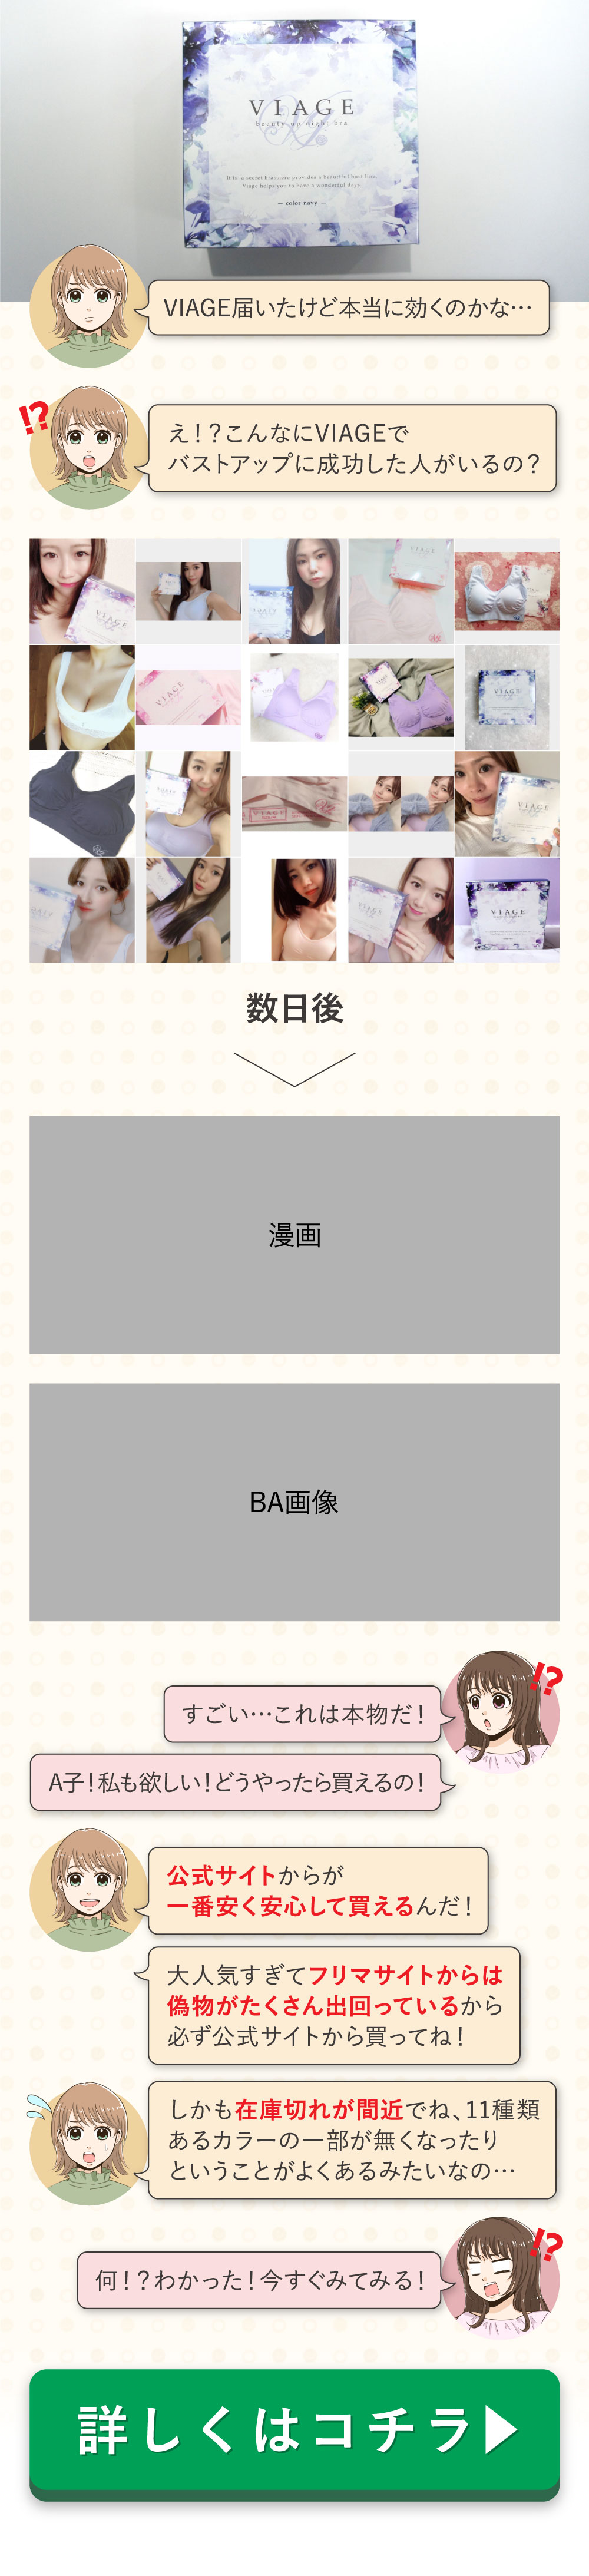 VIAGE
beauty up night bra
It is a secret brassiere provides a beautiful bust line.
Viage helps you to have a wonderful days.
— color navy —
VIAGE届いたけど本当に効くのかな…
!?
え！？こんなにVIAGEで
バストアップに成功した人がいるの？
VIAGE
VIAGE
VIAGE
VIAGE
VIAGE
VIAGE
VIAGE
VIAGE
数日後
漫画
BA画像
!?
すごい…これは本物だ！
A子！私も欲しい！どうやったら買えるの！
公式サイトからが
一番安く安心して買えるんだ！
大人気すぎてフリマサイトからは
偽物がたくさん出回っているから
必ず公式サイトから買ってね！
しかも在庫切れが間近でね、11種類
あるカラーの一部が無くなったり
ということがよくあるみたいなの…
!?
何！？わかった！今すぐみてみる！
詳しくはコチラ▶